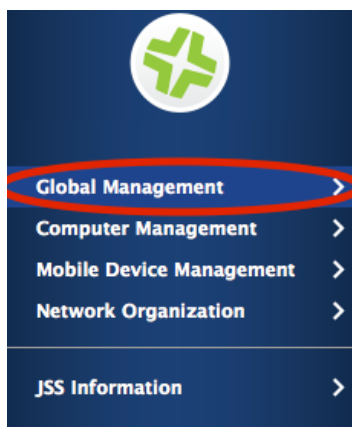 Global Management
Computer Management
Mobile Device Management
Network Organization
JSS Information